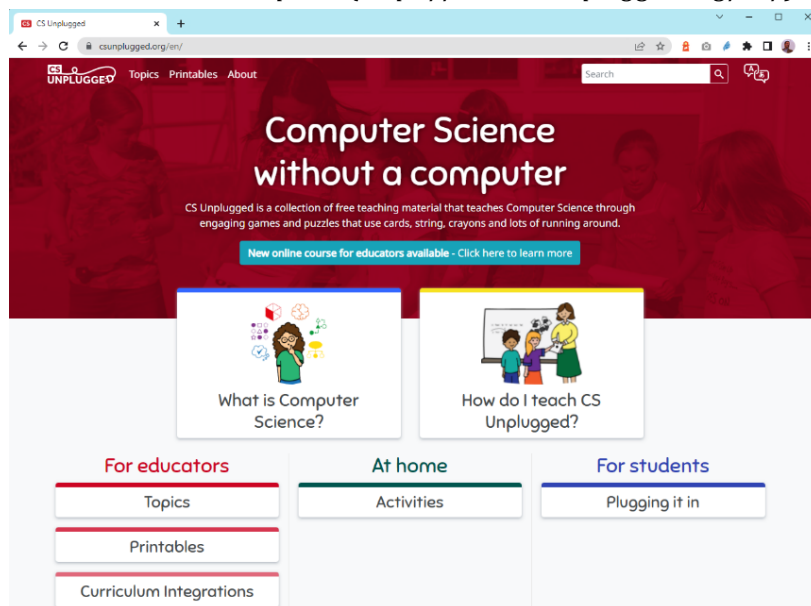 CS Unplugged
csunplugged.org/en/
CS
UNPLUGGED
Topics Printables About
Search
Computer Science
without a computer
CS Unplugged is a collection of free teaching material that teaches Computer Science through
engaging games and puzzles that use cards, string, crayons and lots of running around.
New online course for educators available - Click here to learn more
What is Computer
Science?
How do I teach CS
Unplugged?
For educators
Topics
Printables
Curriculum Integrations
At home
Activities
For students
Plugging it in